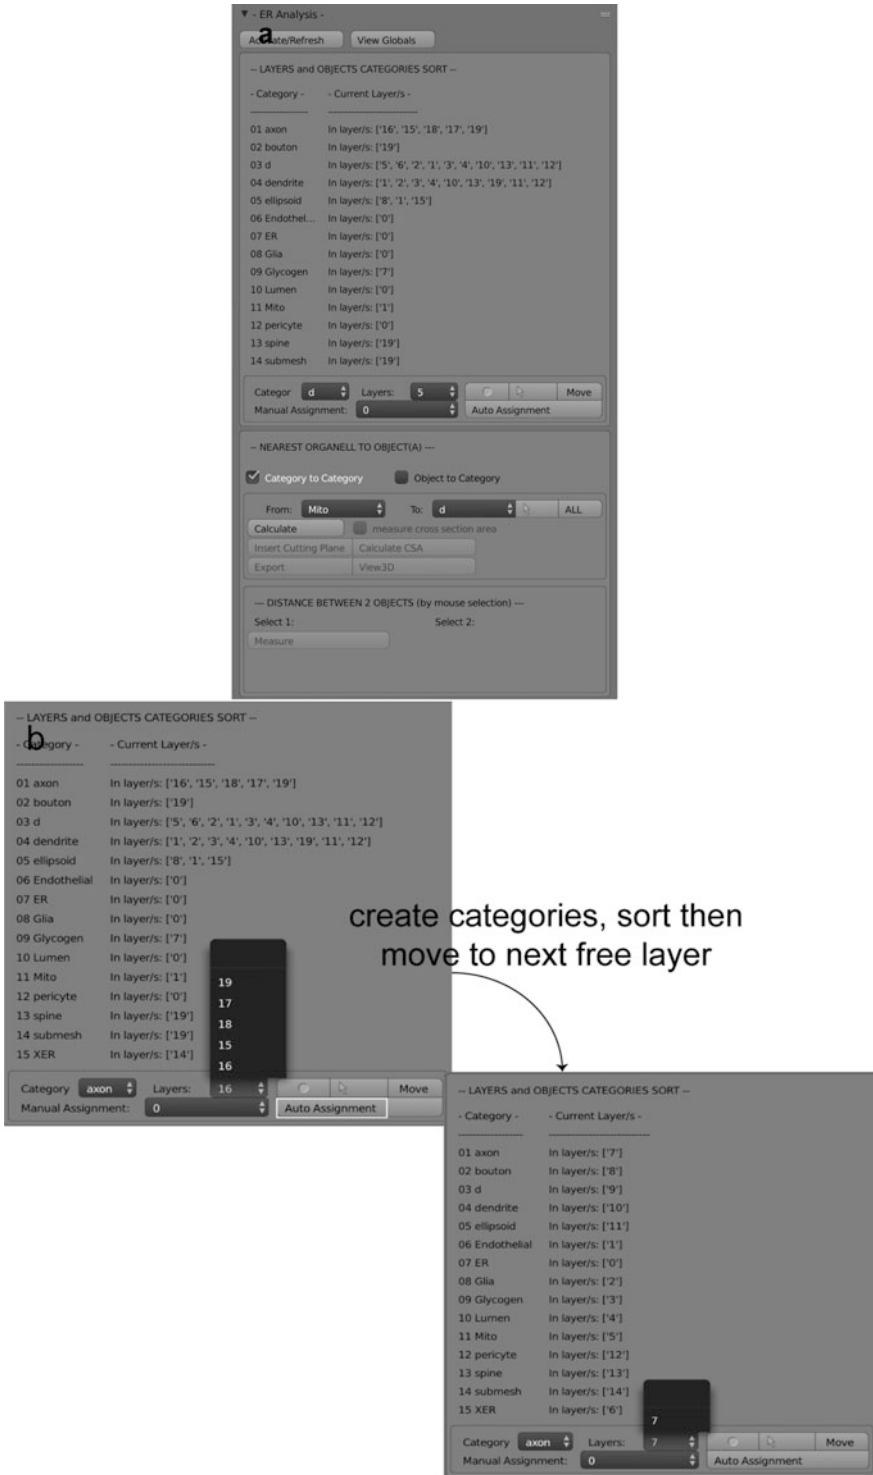 ▼ - ER Analysis -
a
Activate/Refresh View Globals
-- LAYERS and OBJECTS CATEGORIES SORT --
- Category - - Current Layer/s -
------------------ ----------------------------
01 axon In layer/s: ['16', '15', '18', '17', '19']
02 bouton In layer/s: ['19']
03 d In layer/s: ['5', '6', '2', '1', '3', '4', '10', '13', '11', '12']
04 dendrite In layer/s: ['1', '2', '3', '4', '10', '13', '19', '11', '12']
05 ellipsoid In layer/s: ['8', '1', '15']
06 Endothel... In layer/s: ['0']
07 ER In layer/s: ['0']
08 Glia In layer/s: ['0']
09 Glycogen In layer/s: ['7']
10 Lumen In layer/s: ['0']
11 Mito In layer/s: ['1']
12 pericyte In layer/s: ['0']
13 spine In layer/s: ['19']
14 submesh In layer/s: ['19']
Categor d Layers: 5 Move
Manual Assignment: 0 Auto Assignment
-- NEAREST ORGANELL TO OBJECT(A) ---
Category to Category Object to Category
From: Mito To: d ALL
Calculate measure cross section area
Insert Cutting Plane Calculate CSA
Export View3D
--- DISTANCE BETWEEN 2 OBJECTS (by mouse selection) ---
Select 1: Select 2:
Measure
-- LAYERS and OBJECTS CATEGORIES SORT --
b
- Category - - Current Layer/s -
------------------ ----------------------------
01 axon In layer/s: ['16', '15', '18', '17', '19']
02 bouton In layer/s: ['19']
03 d In layer/s: ['5', '6', '2', '1', '3', '4', '10', '13', '11', '12']
04 dendrite In layer/s: ['1', '2', '3', '4', '10', '13', '19', '11', '12']
05 ellipsoid In layer/s: ['8', '1', '15']
06 Endothelial In layer/s: ['0']
07 ER In layer/s: ['0']
08 Glia In layer/s: ['0']
09 Glycogen In layer/s: ['7']
10 Lumen In layer/s: ['0']
11 Mito In layer/s: ['1']
12 pericyte In layer/s: ['0']
13 spine In layer/s: ['19']
14 submesh In layer/s: ['19']
15 XER In layer/s: ['14']
19
17
18
15
16
Category axon Layers: 16 Move
Manual Assignment: 0 Auto Assignment
create categories, sort then
move to next free layer
-- LAYERS and OBJECTS CATEGORIES SORT --
- Category - - Current Layer/s -
------------------ ----------------------------
01 axon In layer/s: ['7']
02 bouton In layer/s: ['8']
03 d In layer/s: ['9']
04 dendrite In layer/s: ['10']
05 ellipsoid In layer/s: ['11']
06 Endothelial In layer/s: ['1']
07 ER In layer/s: ['0']
08 Glia In layer/s: ['2']
09 Glycogen In layer/s: ['3']
10 Lumen In layer/s: ['4']
11 Mito In layer/s: ['5']
12 pericyte In layer/s: ['12']
13 spine In layer/s: ['13']
14 submesh In layer/s: ['14']
15 XER In layer/s: ['6']
7
Category axon Layers: 7 Move
Manual Assignment: 0 Auto Assignment